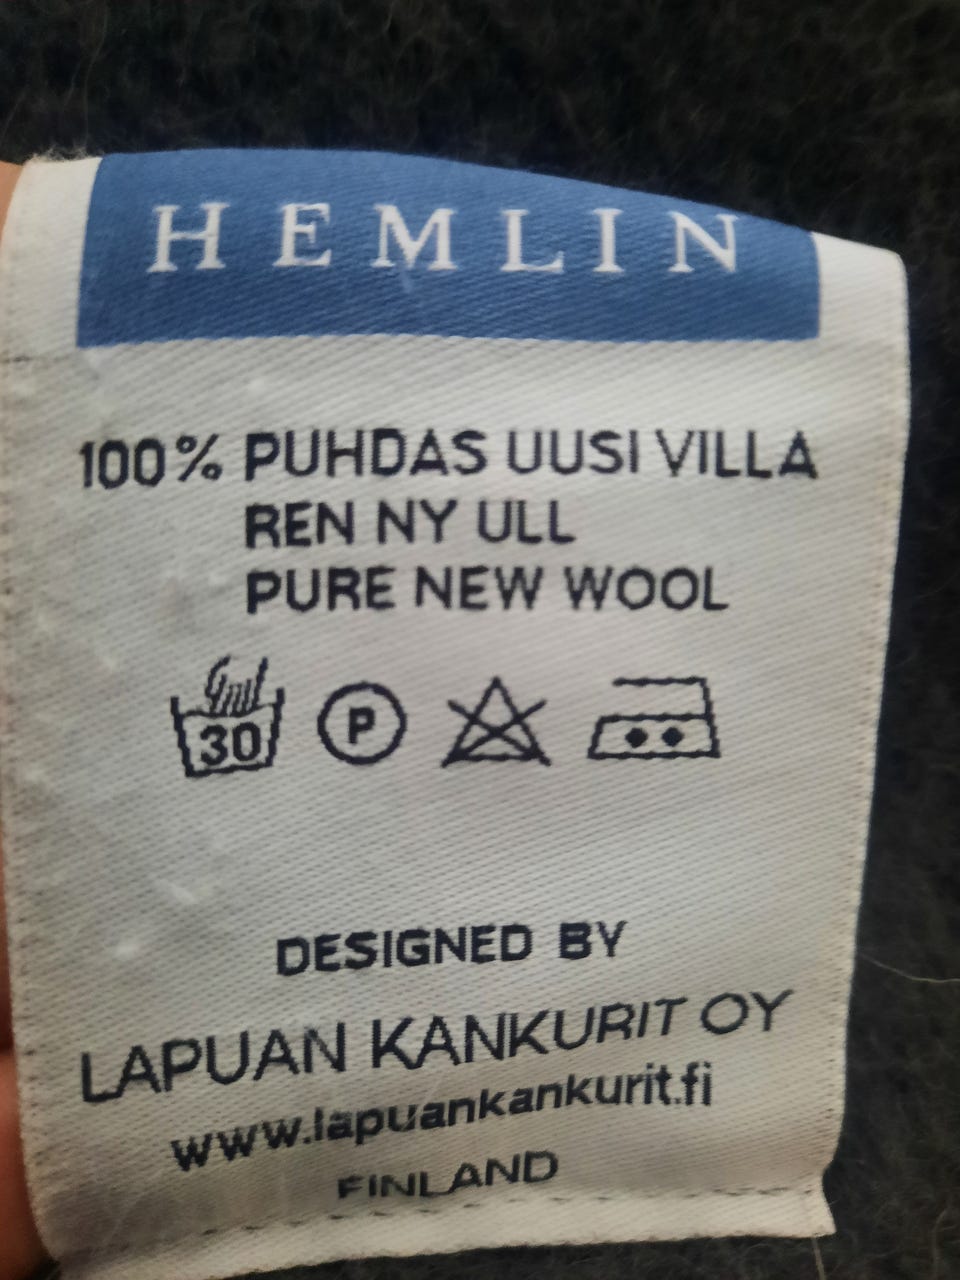 HEMLIN
100% PUHDAS UUSI VILLA
REN NY ULL
PURE NEW WOOL
30 P
DESIGNED BY
LAPUAN KANKURIT OY
www.lapuankankurit.fi
FINLAND